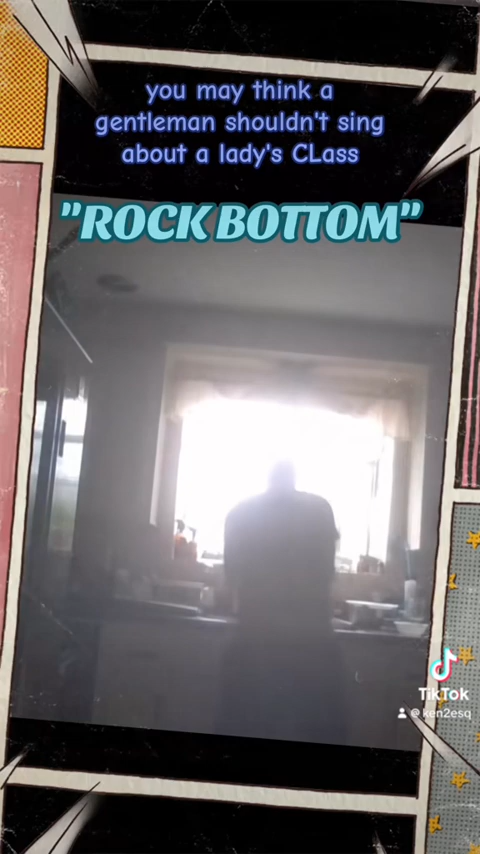 you may think a
gentleman shouldn't sing
about a lady's CLass
"ROCK BOTTOM"
TikTok
@ken2esq